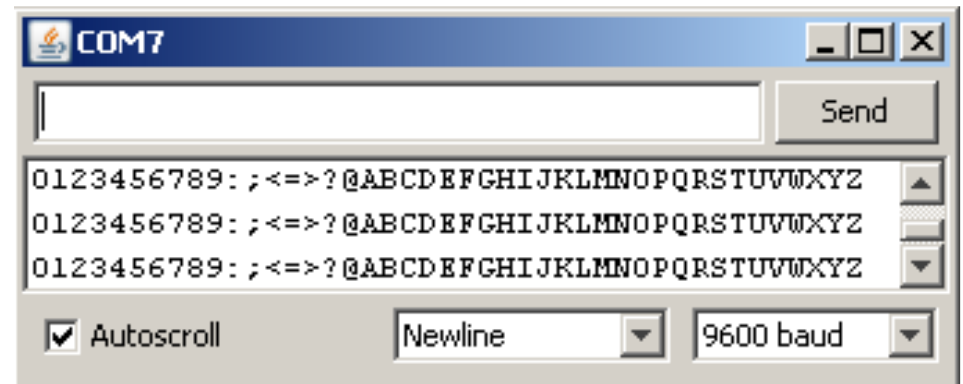 COM7
Send
0123456789:;<=>?@ABCDEFGHIJKLMNOPQRSTUVWXYZ
0123456789:;<=>?@ABCDEFGHIJKLMNOPQRSTUVWXYZ
0123456789:;<=>?@ABCDEFGHIJKLMNOPQRSTUVWXYZ
Autoscroll Newline 9600 baud